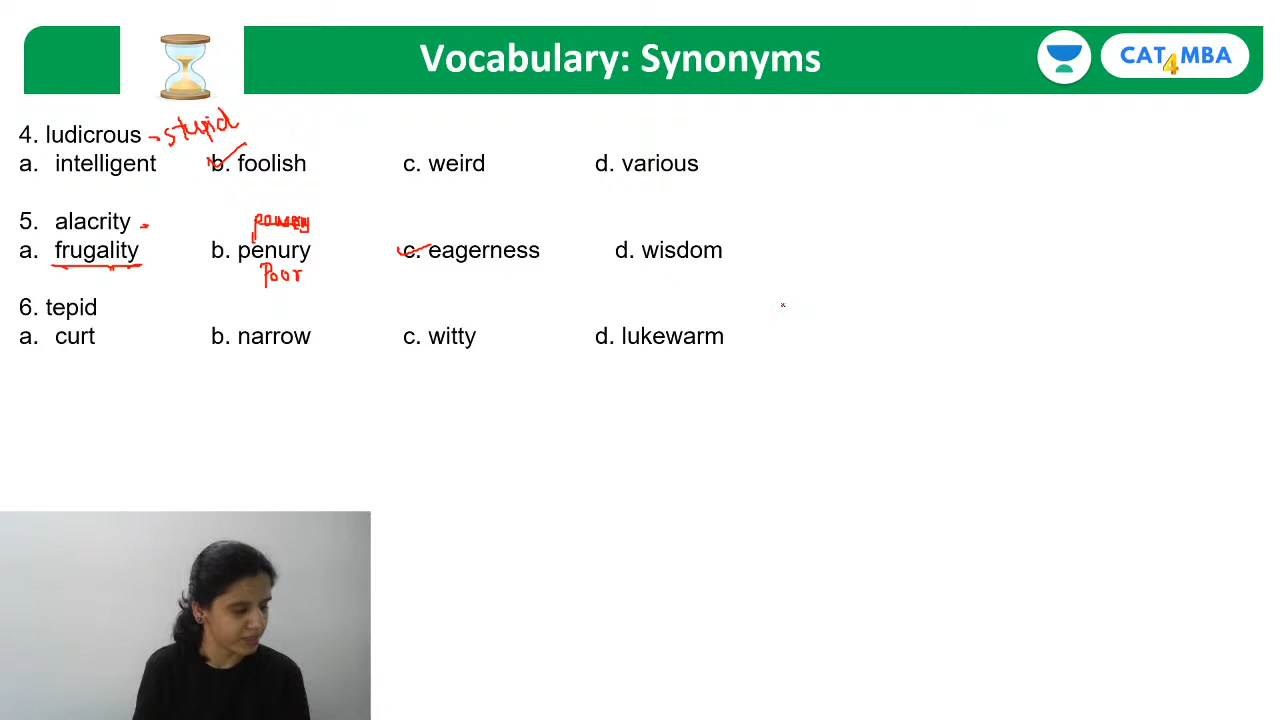 Vocabulary: Synonyms
CAT4MBA
4. ludicrous - stupid
a. intelligent b. foolish c. weird d. various
5. alacrity -
a. frugality b. penury c. eagerness d. wisdom
Poor
6. tepid
a. curt b. narrow c. witty d. lukewarm